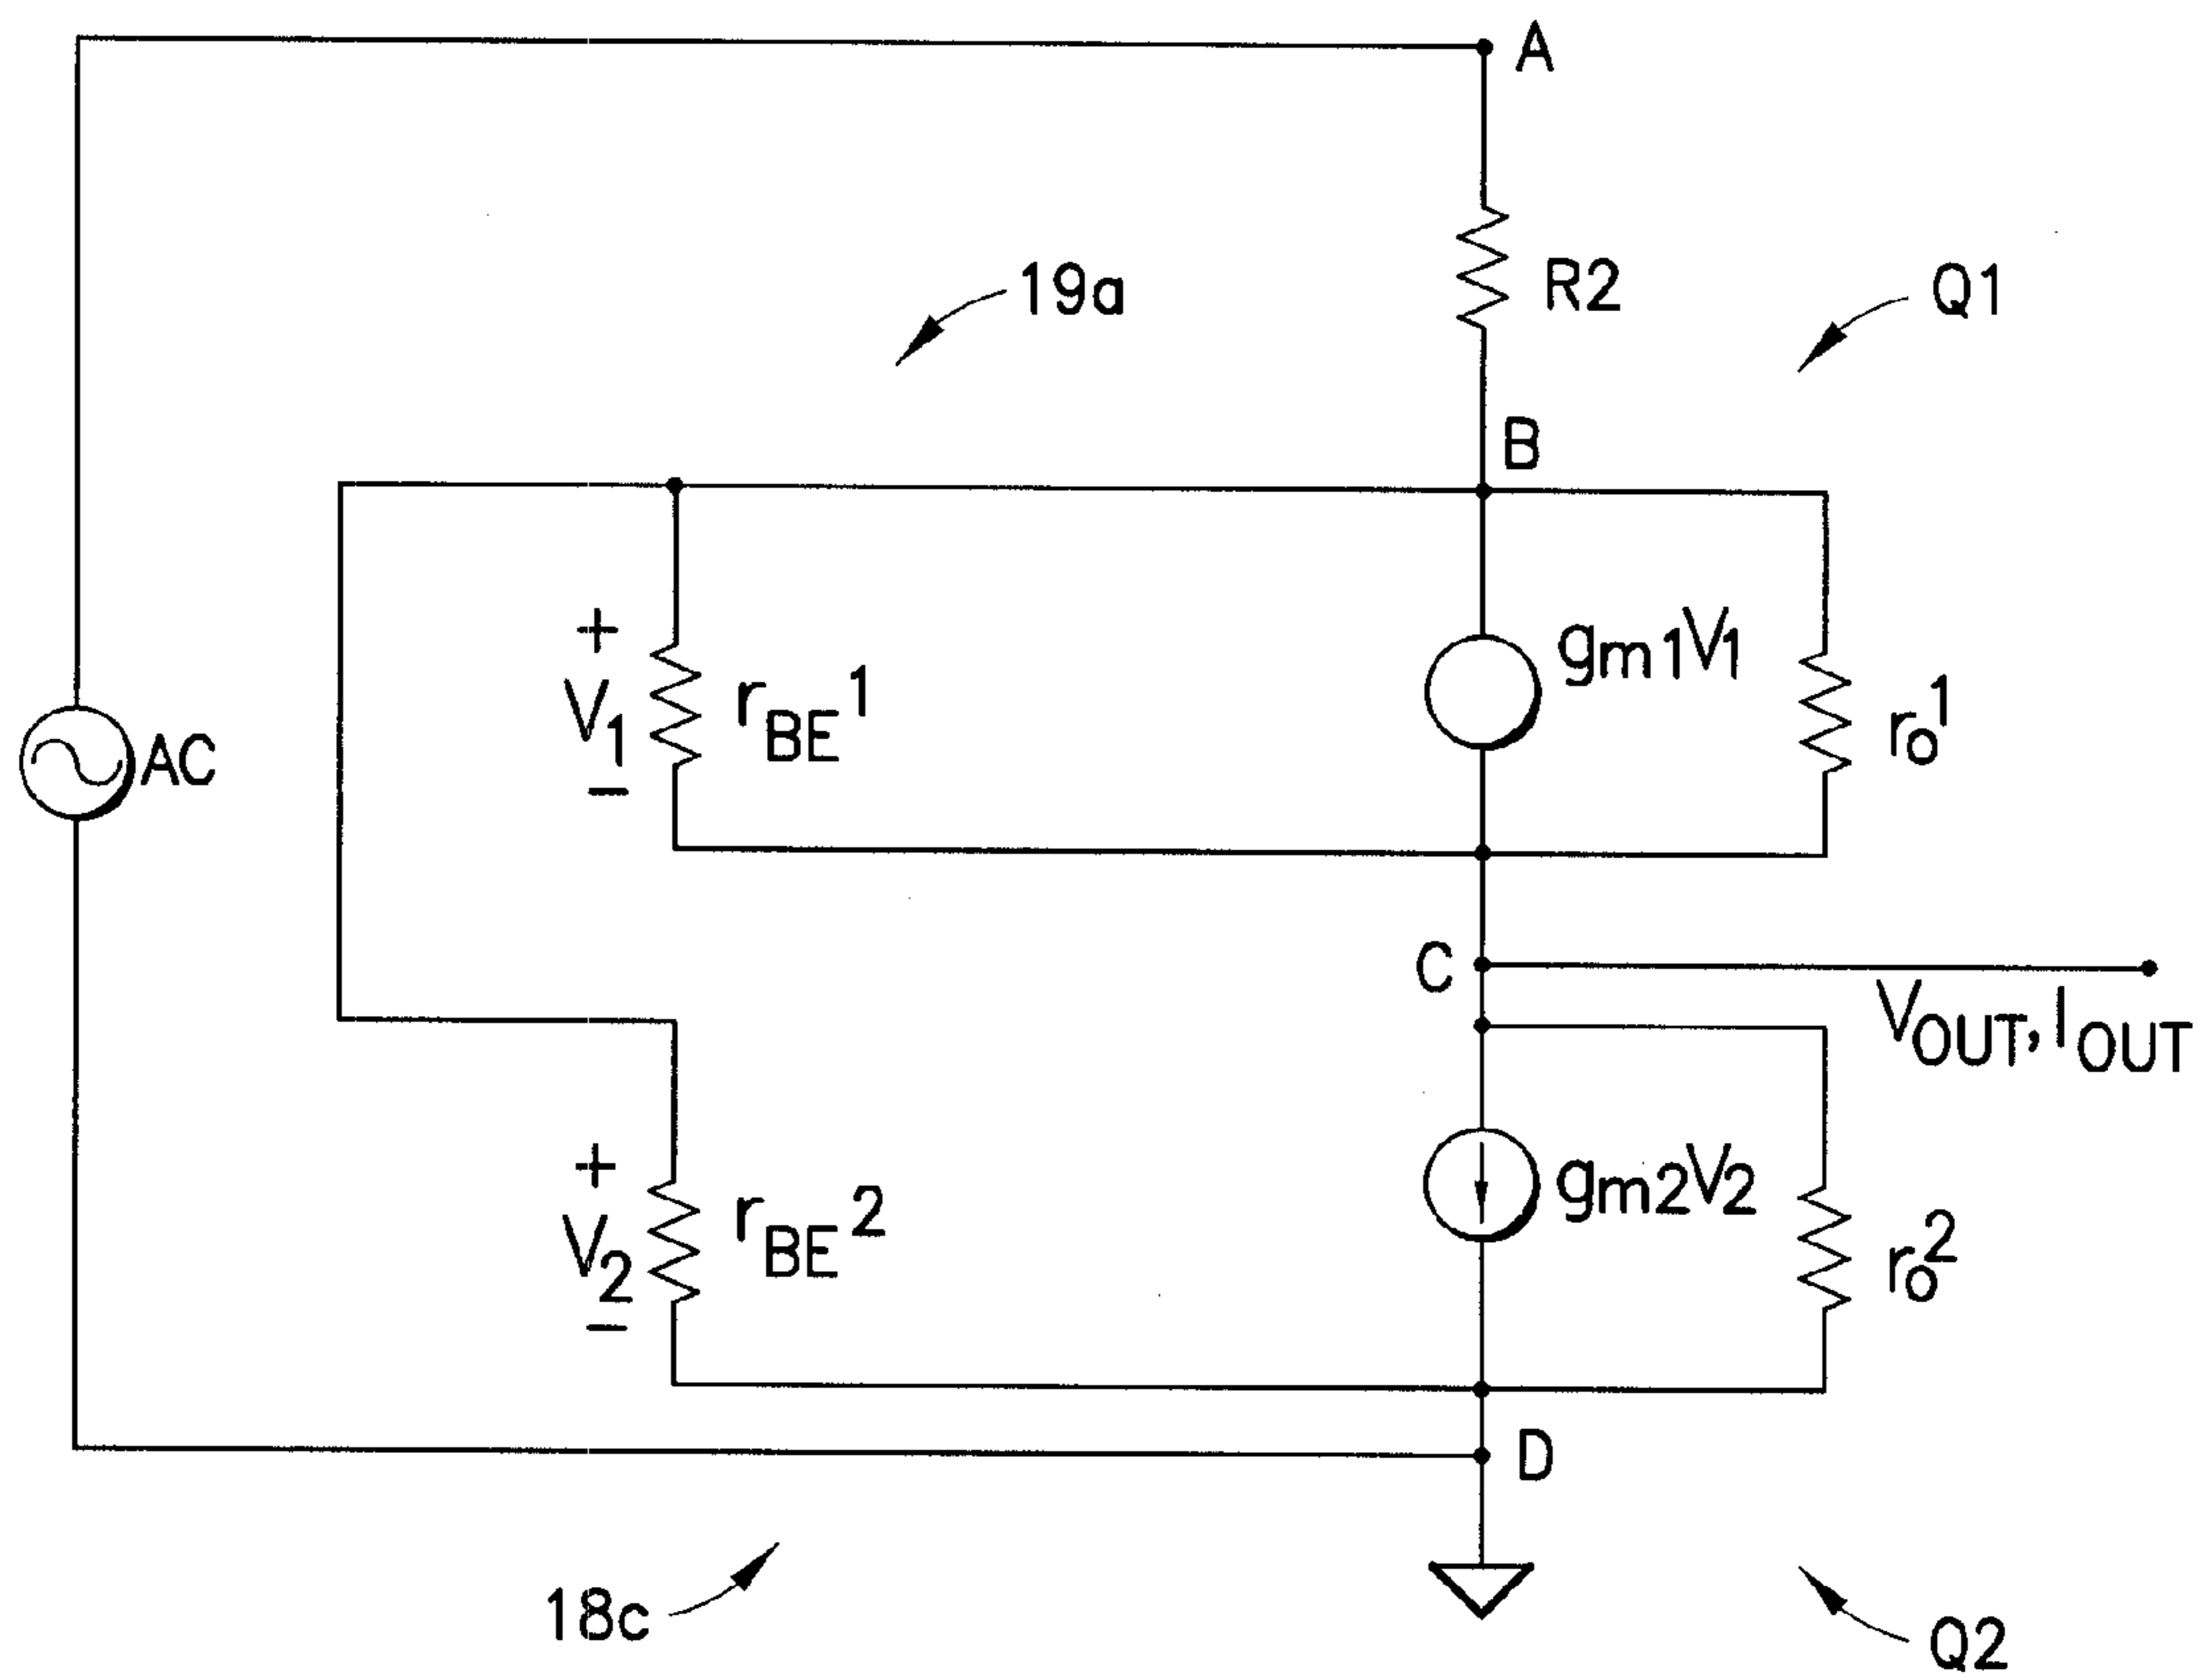 A
19a
R2
Q1
B
+
V1
−
rBE1
gm1V1
ro1
AC
C
VOUT, IOUT
+
V2
−
rBE2
gm2V2
ro2
D
18c
Q2